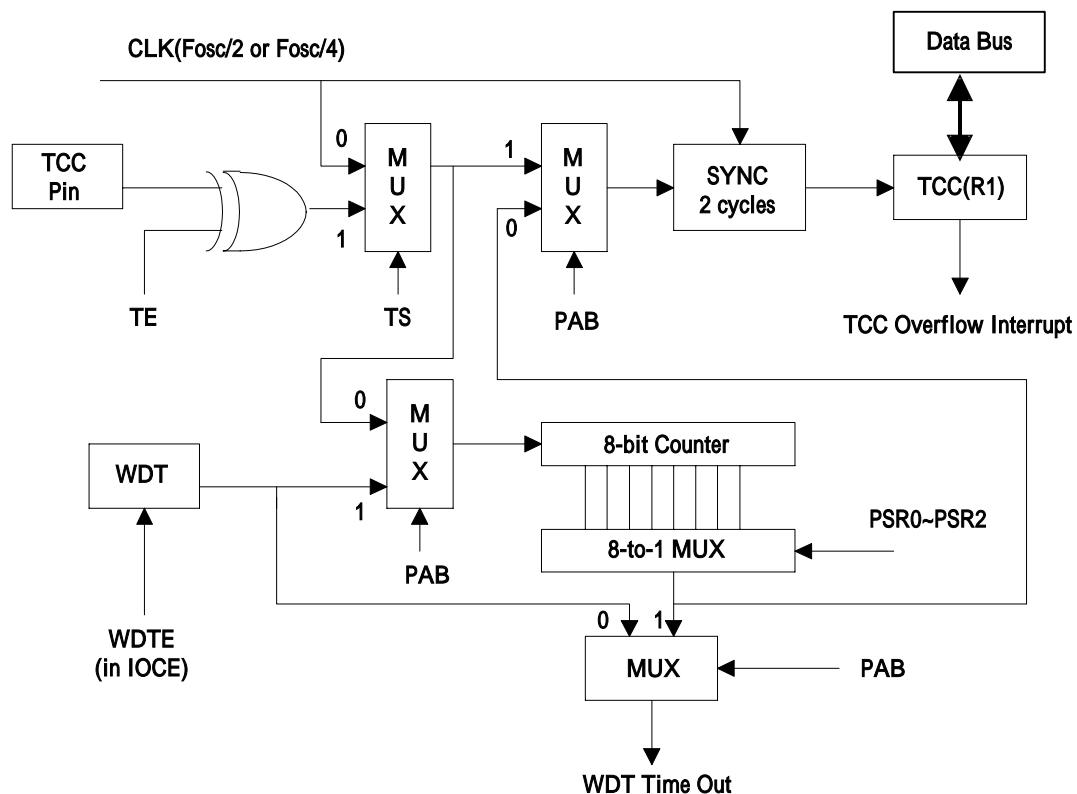 CLK(Fosc/2 or Fosc/4)
Data Bus
0
1
TCC
Pin
M
U
X
M
U
X
SYNC
2 cycles
TCC(R1)
1
0
TE
TS
PAB
TCC Overflow Interrupt
0
M
U
X
8-bit Counter
WDT
1
PSR0~PSR2
8-to-1 MUX
PAB
0
1
WDTE
(in IOCE)
MUX
PAB
WDT Time Out